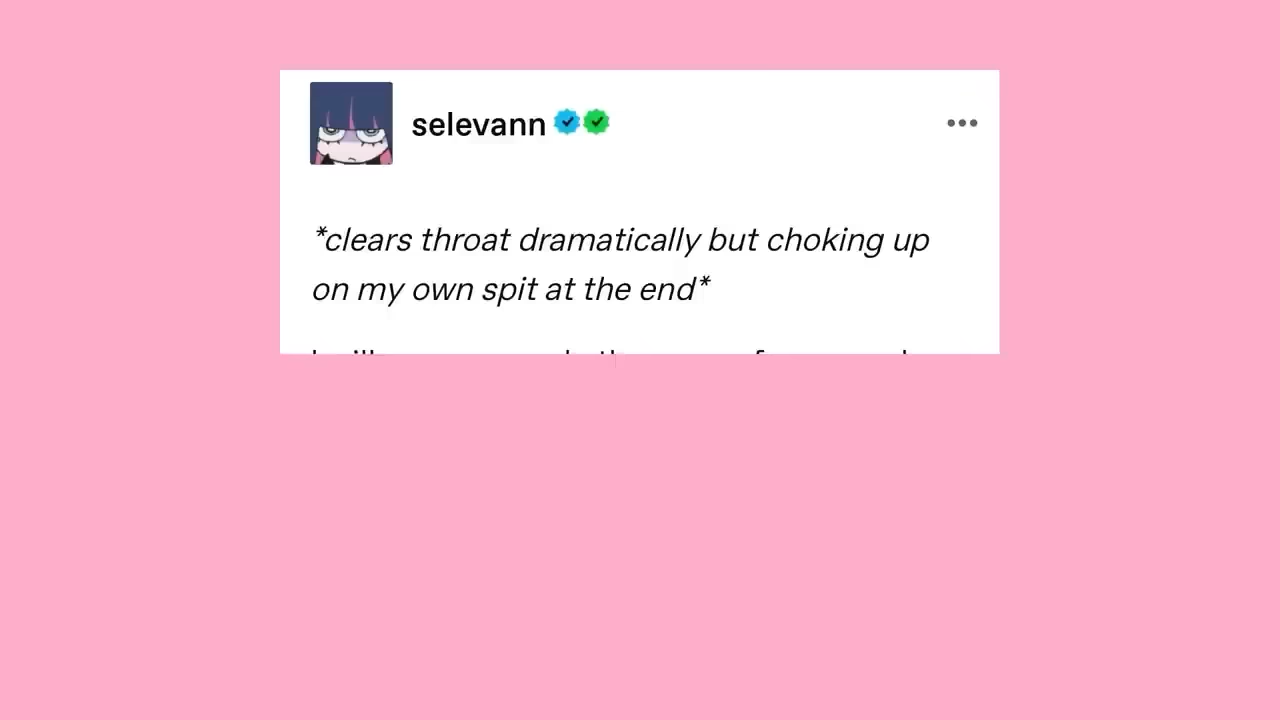 selevann
*clears throat dramatically but choking up
on my own spit at the end*